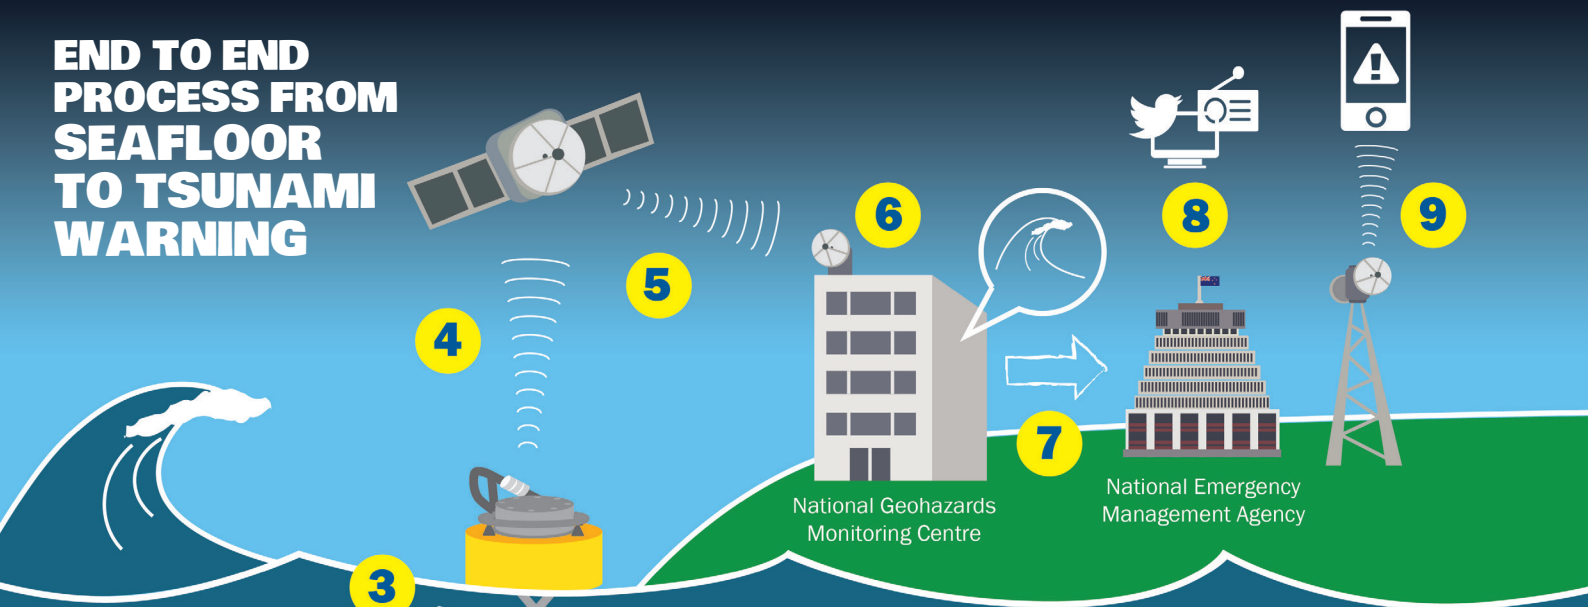 END TO END
PROCESS FROM
SEAFLOOR
TO TSUNAMI
WARNING
3
4
5
6
7
8
9
National Geohazards
Monitoring Centre
National Emergency
Management Agency